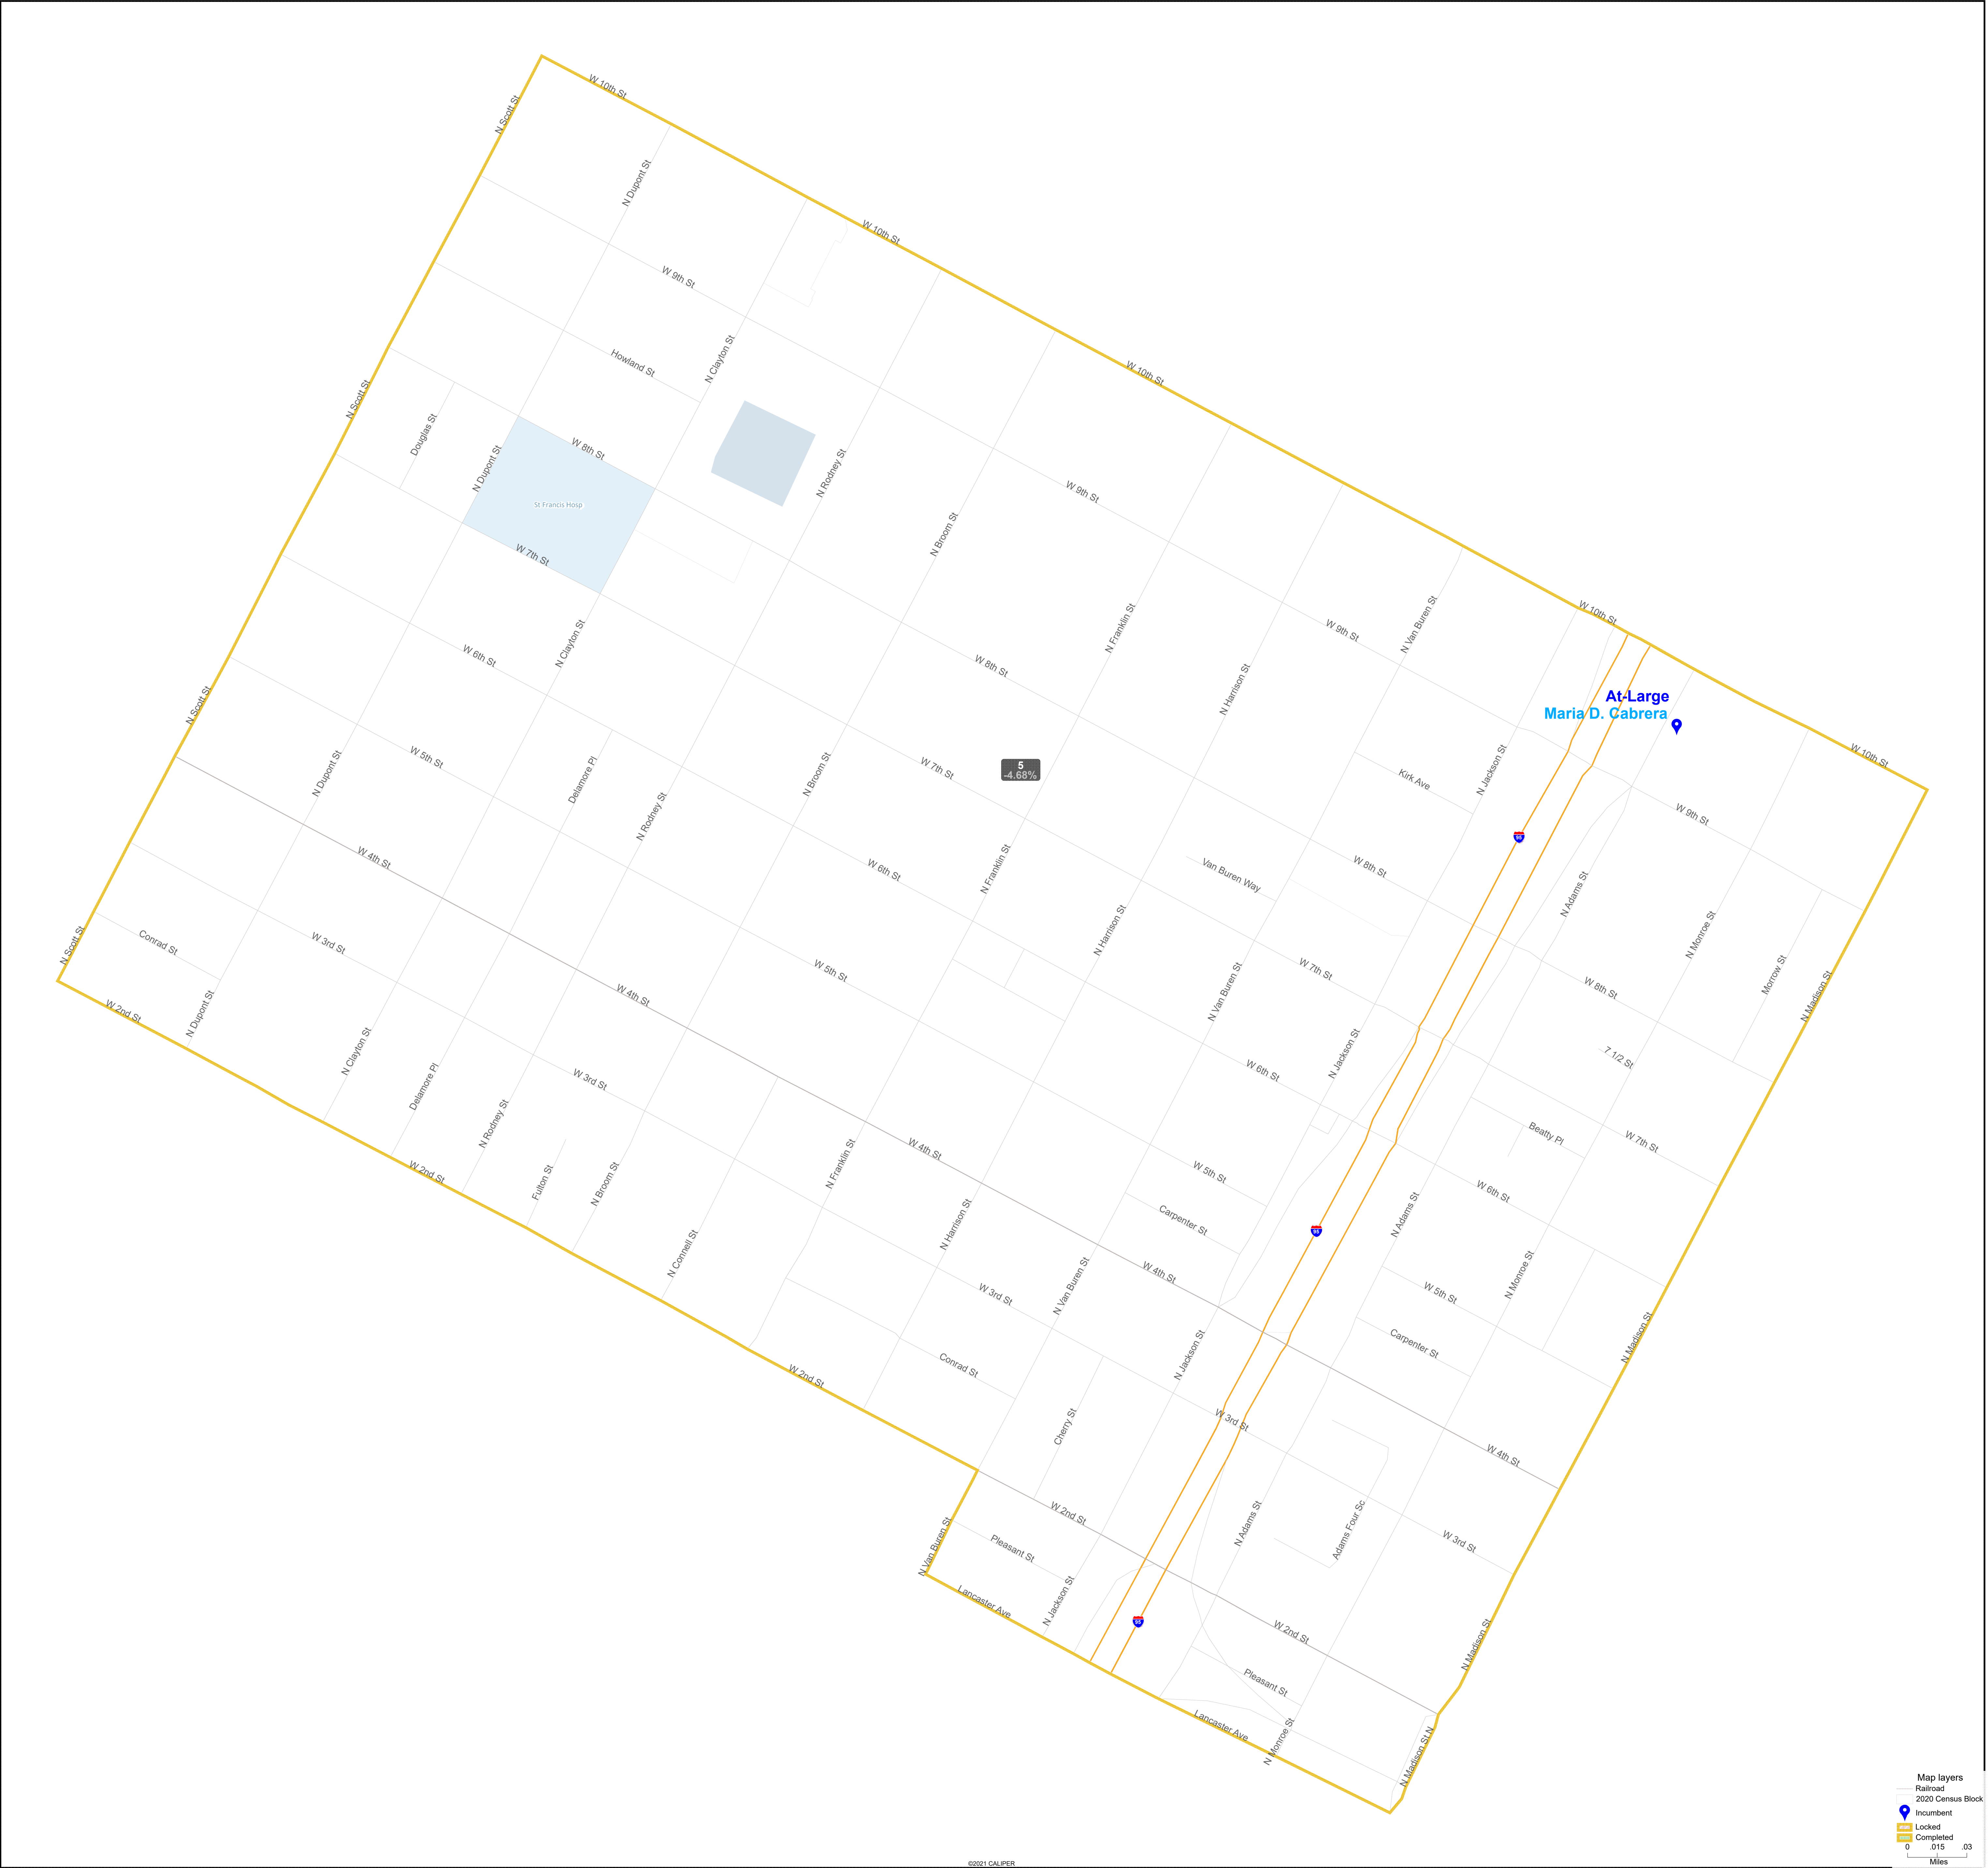 W 10th St
N Scott St
N Dupont St
W 10th St
W 9th St
N Clayton St
Howland St
W 10th St
N Scott St
Douglas St
W 8th St
N Dupont St
N Rodney St
W 9th St
St Francis Hosp
N Broom St
W 7th St
W 10th St
N Franklin St
N Van Buren St
W 9th St
N Clayton St
W 6th St
W 8th St
N Harrison St
At-Large
Maria D. Cabrera
N Scott St
W 10th St
W 5th St
5
-4.68%
W 7th St
N Dupont St
Delamore Pl
N Broom St
N Jackson St
Kirk Ave
N Rodney St
W 9th St
95
W 4th St
W 6th St
N Franklin St
Van Buren Way
W 8th St
N Adams St
N Scott St
Conrad St
W 3rd St
N Harrison St
N Monroe St
W 5th St
W 7th St
Morrow St
W 8th St
N Madison St
W 4th St
N Van Buren St
W 2nd St
N Dupont St
N Clayton St
N Jackson St
7 1/2 St
W 6th St
W 3rd St
Delamore Pl
N Rodney St
Beatty Pl
W 7th St
W 4th St
W 2nd St
Fulton St
N Broom St
N Franklin St
W 5th St
W 6th St
Carpenter St
N Harrison St
N Adams St
95
N Connell St
W 4th St
N Van Buren St
W 3rd St
N Monroe St
W 5th St
N Madison St
Carpenter St
N Jackson St
Conrad St
W 2nd St
Cherry St
W 3rd St
W 4th St
W 2nd St
N Adams St
Adams Four Sc
W 3rd St
N Van Buren St
Pleasant St
Lancaster Ave
N Jackson St
95
W 2nd St
N Madison St
Pleasant St
Lancaster Ave
N Monroe St
N Madison St N
Map layers
Railroad
2020 Census Block
Incumbent
Locked
Completed
0 .015 .03
Miles
©2021 CALIPER